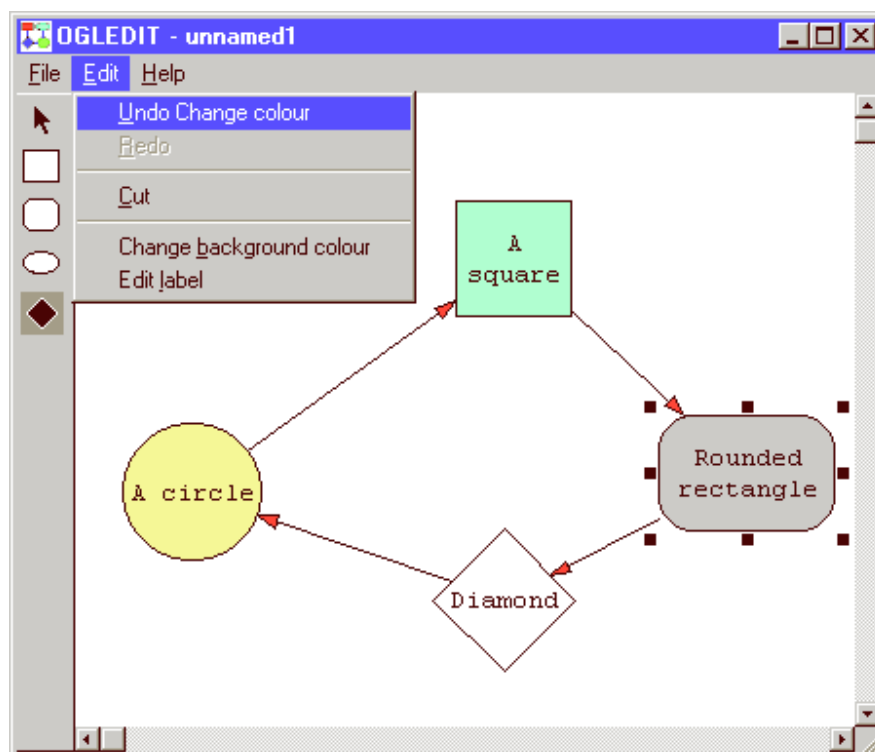 OGLEDIT - unnamed1
File Edit Help
Undo Change colour
Redo
Cut
Change background colour
Edit label
A
square
Rounded
rectangle
A circle
Diamond